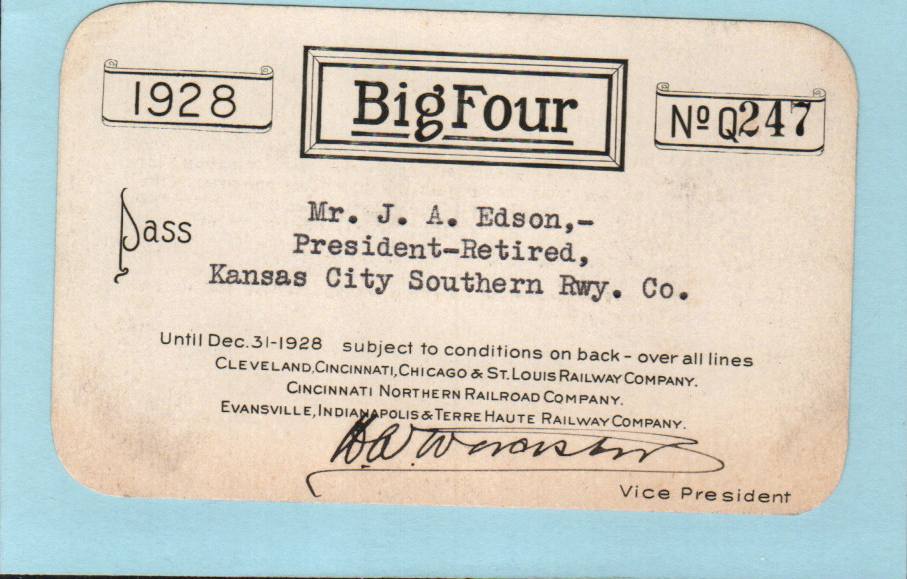 1928
Big Four
Nº Q247
Pass
Mr. J. A. Edson,-
President-Retired,
Kansas City Southern Rwy. Co.
Until Dec. 31-1928 subject to conditions on back - over all lines
CLEVELAND, CINCINNATI, CHICAGO & ST. LOUIS RAILWAY COMPANY.
CINCINNATI NORTHERN RAILROAD COMPANY.
EVANSVILLE, INDIANAPOLIS & TERRE HAUTE RAILWAY COMPANY.
H.A. Worcester
Vice President